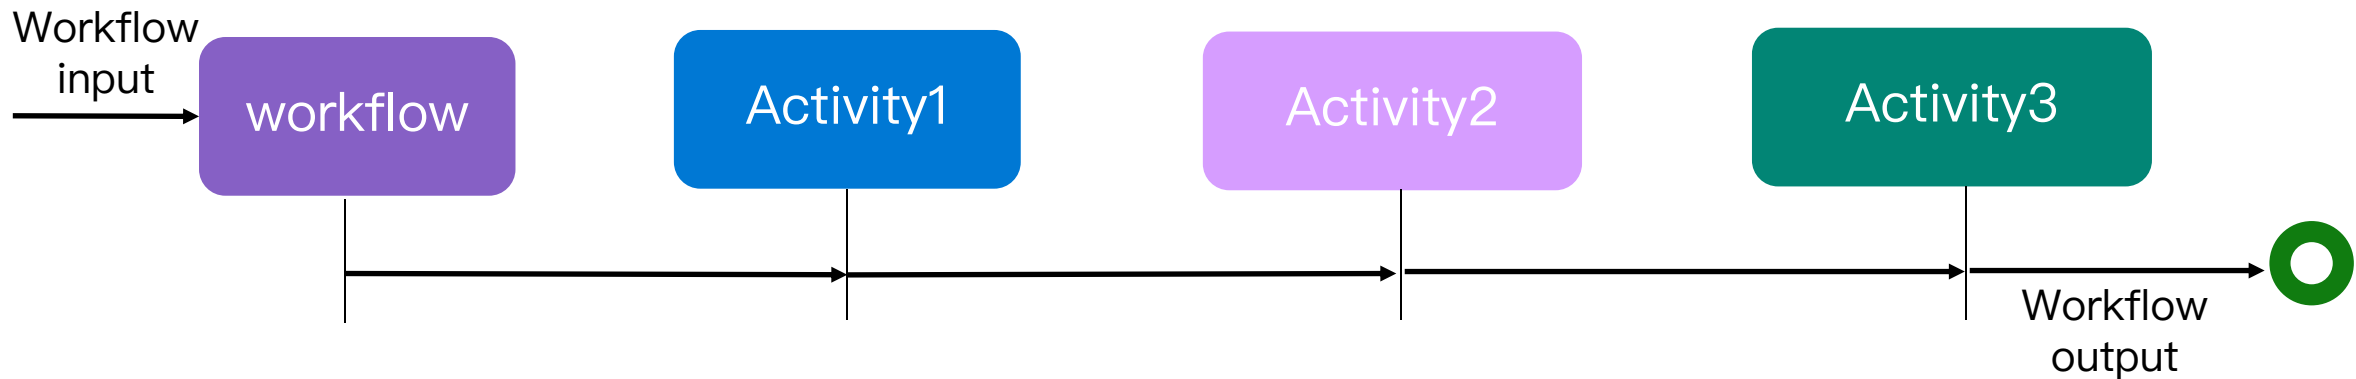 Workflow
input
workflow
Activity1
Activity2
Activity3
Workflow
output